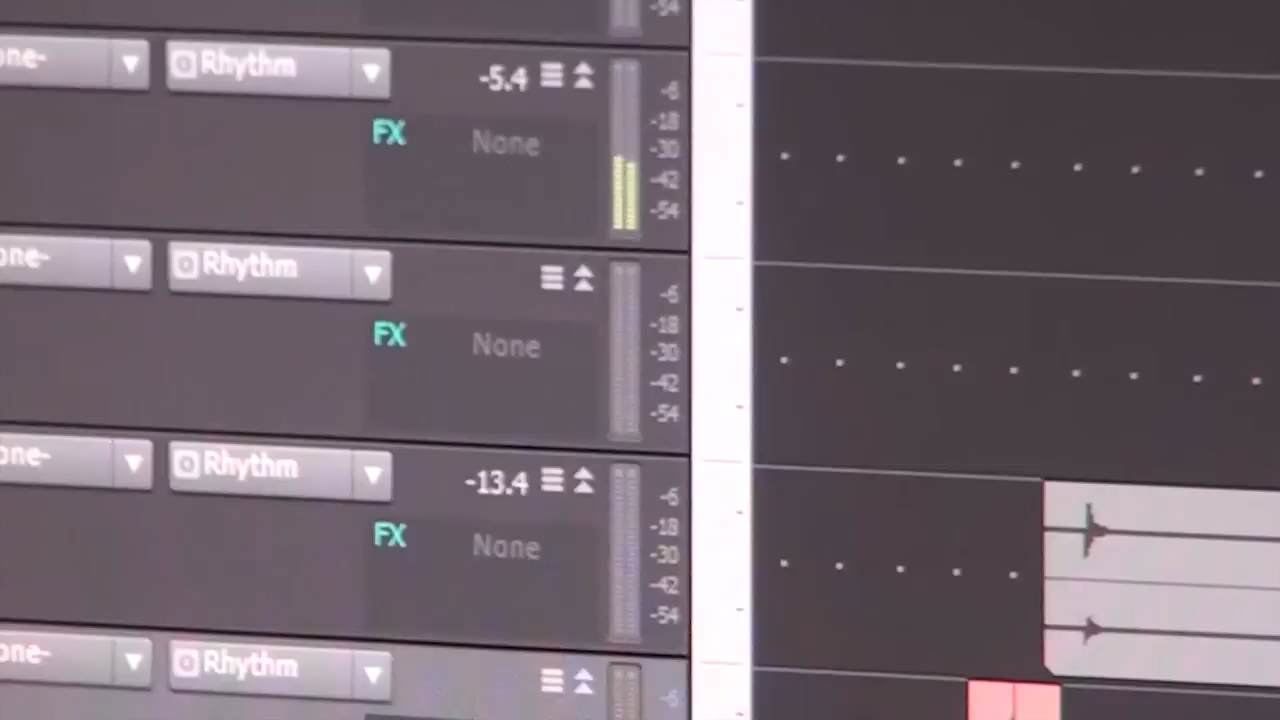 -54
one- Rhythm -5.4 -6
-18
FX None -30
-42
-54
one- Rhythm -6
-18
FX None -30
-42
-54
one- Rhythm -13.4 -6
-18
FX None -30
-42
-54
one- Rhythm -6